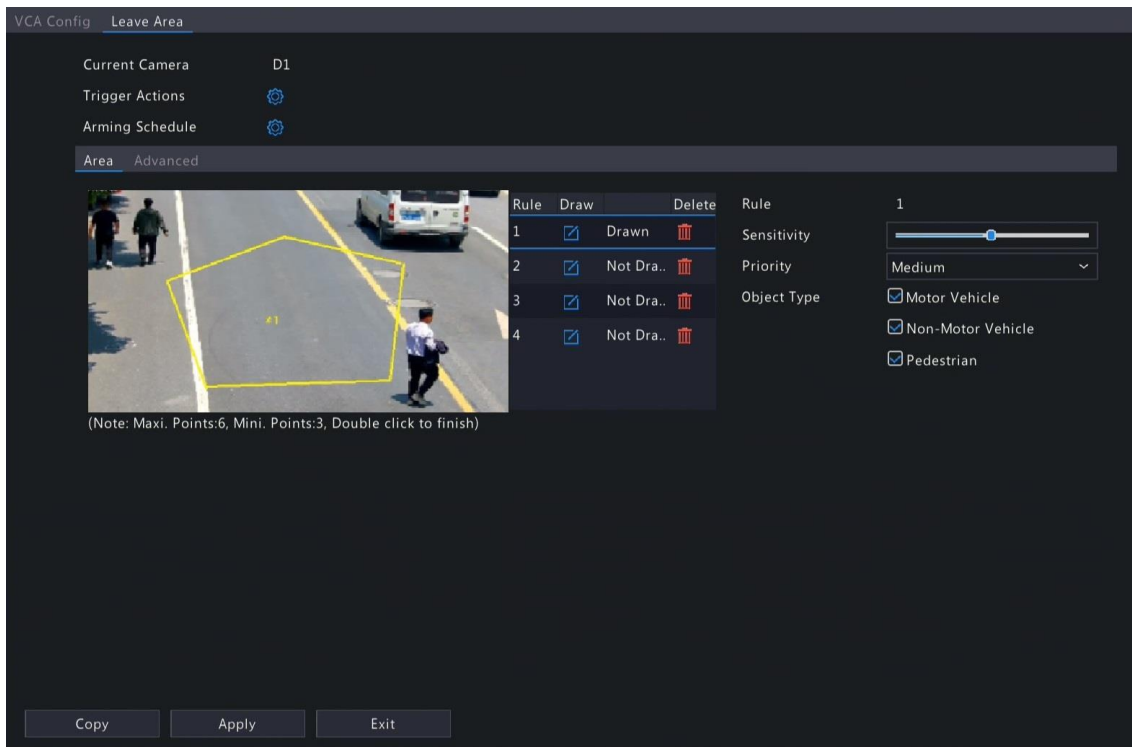 VCA Config Leave Area
Current Camera D1
Trigger Actions
Arming Schedule
Area Advanced
Rule Draw Delete
1 Drawn
2 Not Dra..
3 Not Dra..
4 Not Dra..
#1
(Note: Maxi. Points:6, Mini. Points:3, Double click to finish)
Rule 1
Sensitivity
Priority Medium
Object Type Motor Vehicle
Non-Motor Vehicle
Pedestrian
Copy Apply Exit